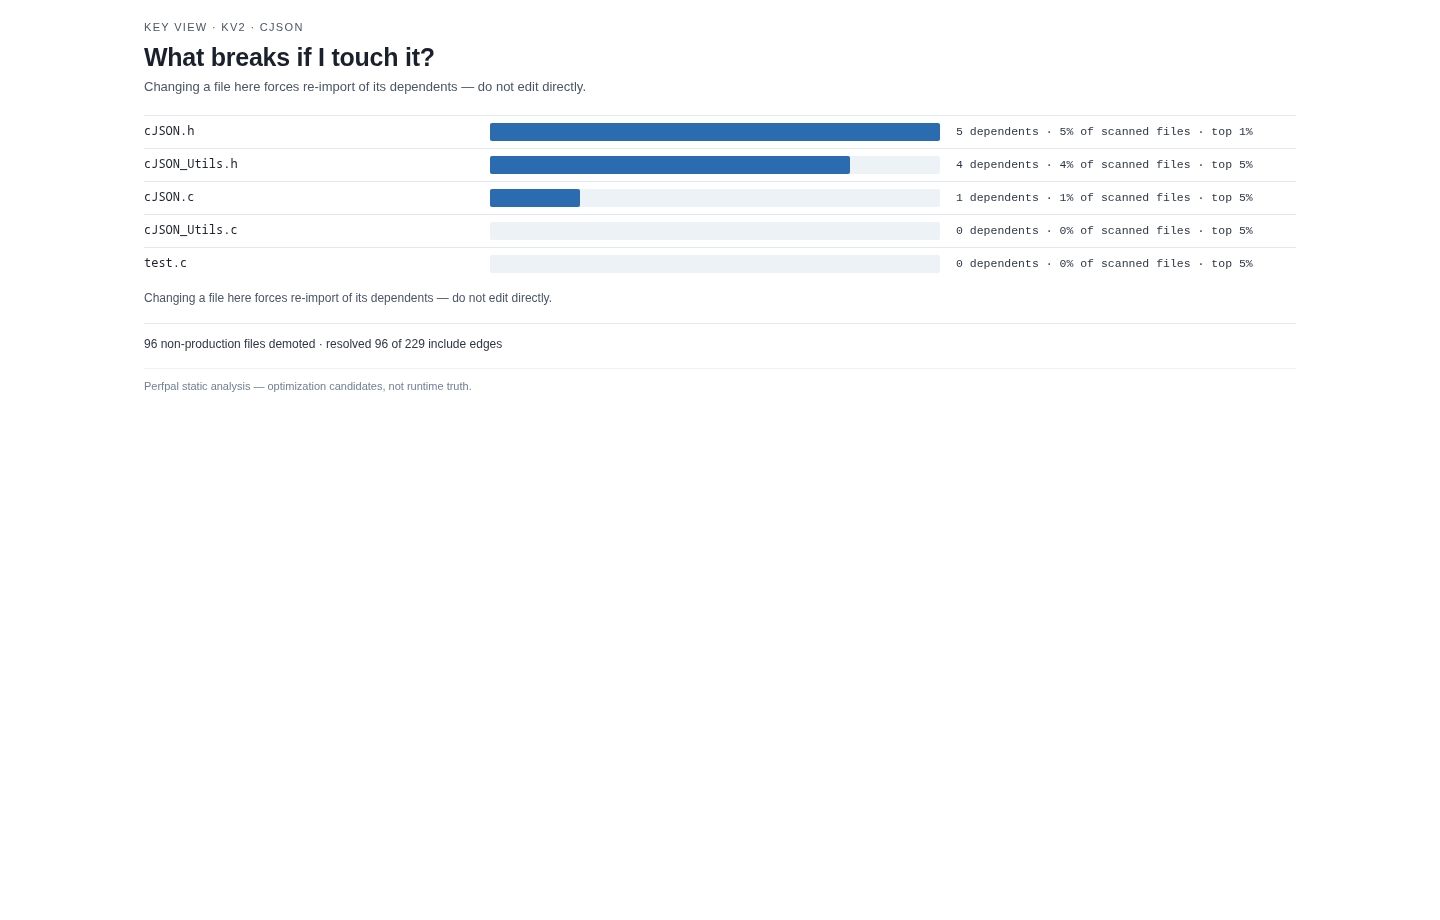 KEY VIEW · KV2 · CJSON
What breaks if I touch it?
Changing a file here forces re-import of its dependents — do not edit directly.
cJSON.h 5 dependents · 5% of scanned files · top 1%
cJSON_Utils.h 4 dependents · 4% of scanned files · top 5%
cJSON.c 1 dependents · 1% of scanned files · top 5%
cJSON_Utils.c 0 dependents · 0% of scanned files · top 5%
test.c 0 dependents · 0% of scanned files · top 5%
Changing a file here forces re-import of its dependents — do not edit directly.
96 non-production files demoted · resolved 96 of 229 include edges
Perfpal static analysis — optimization candidates, not runtime truth.